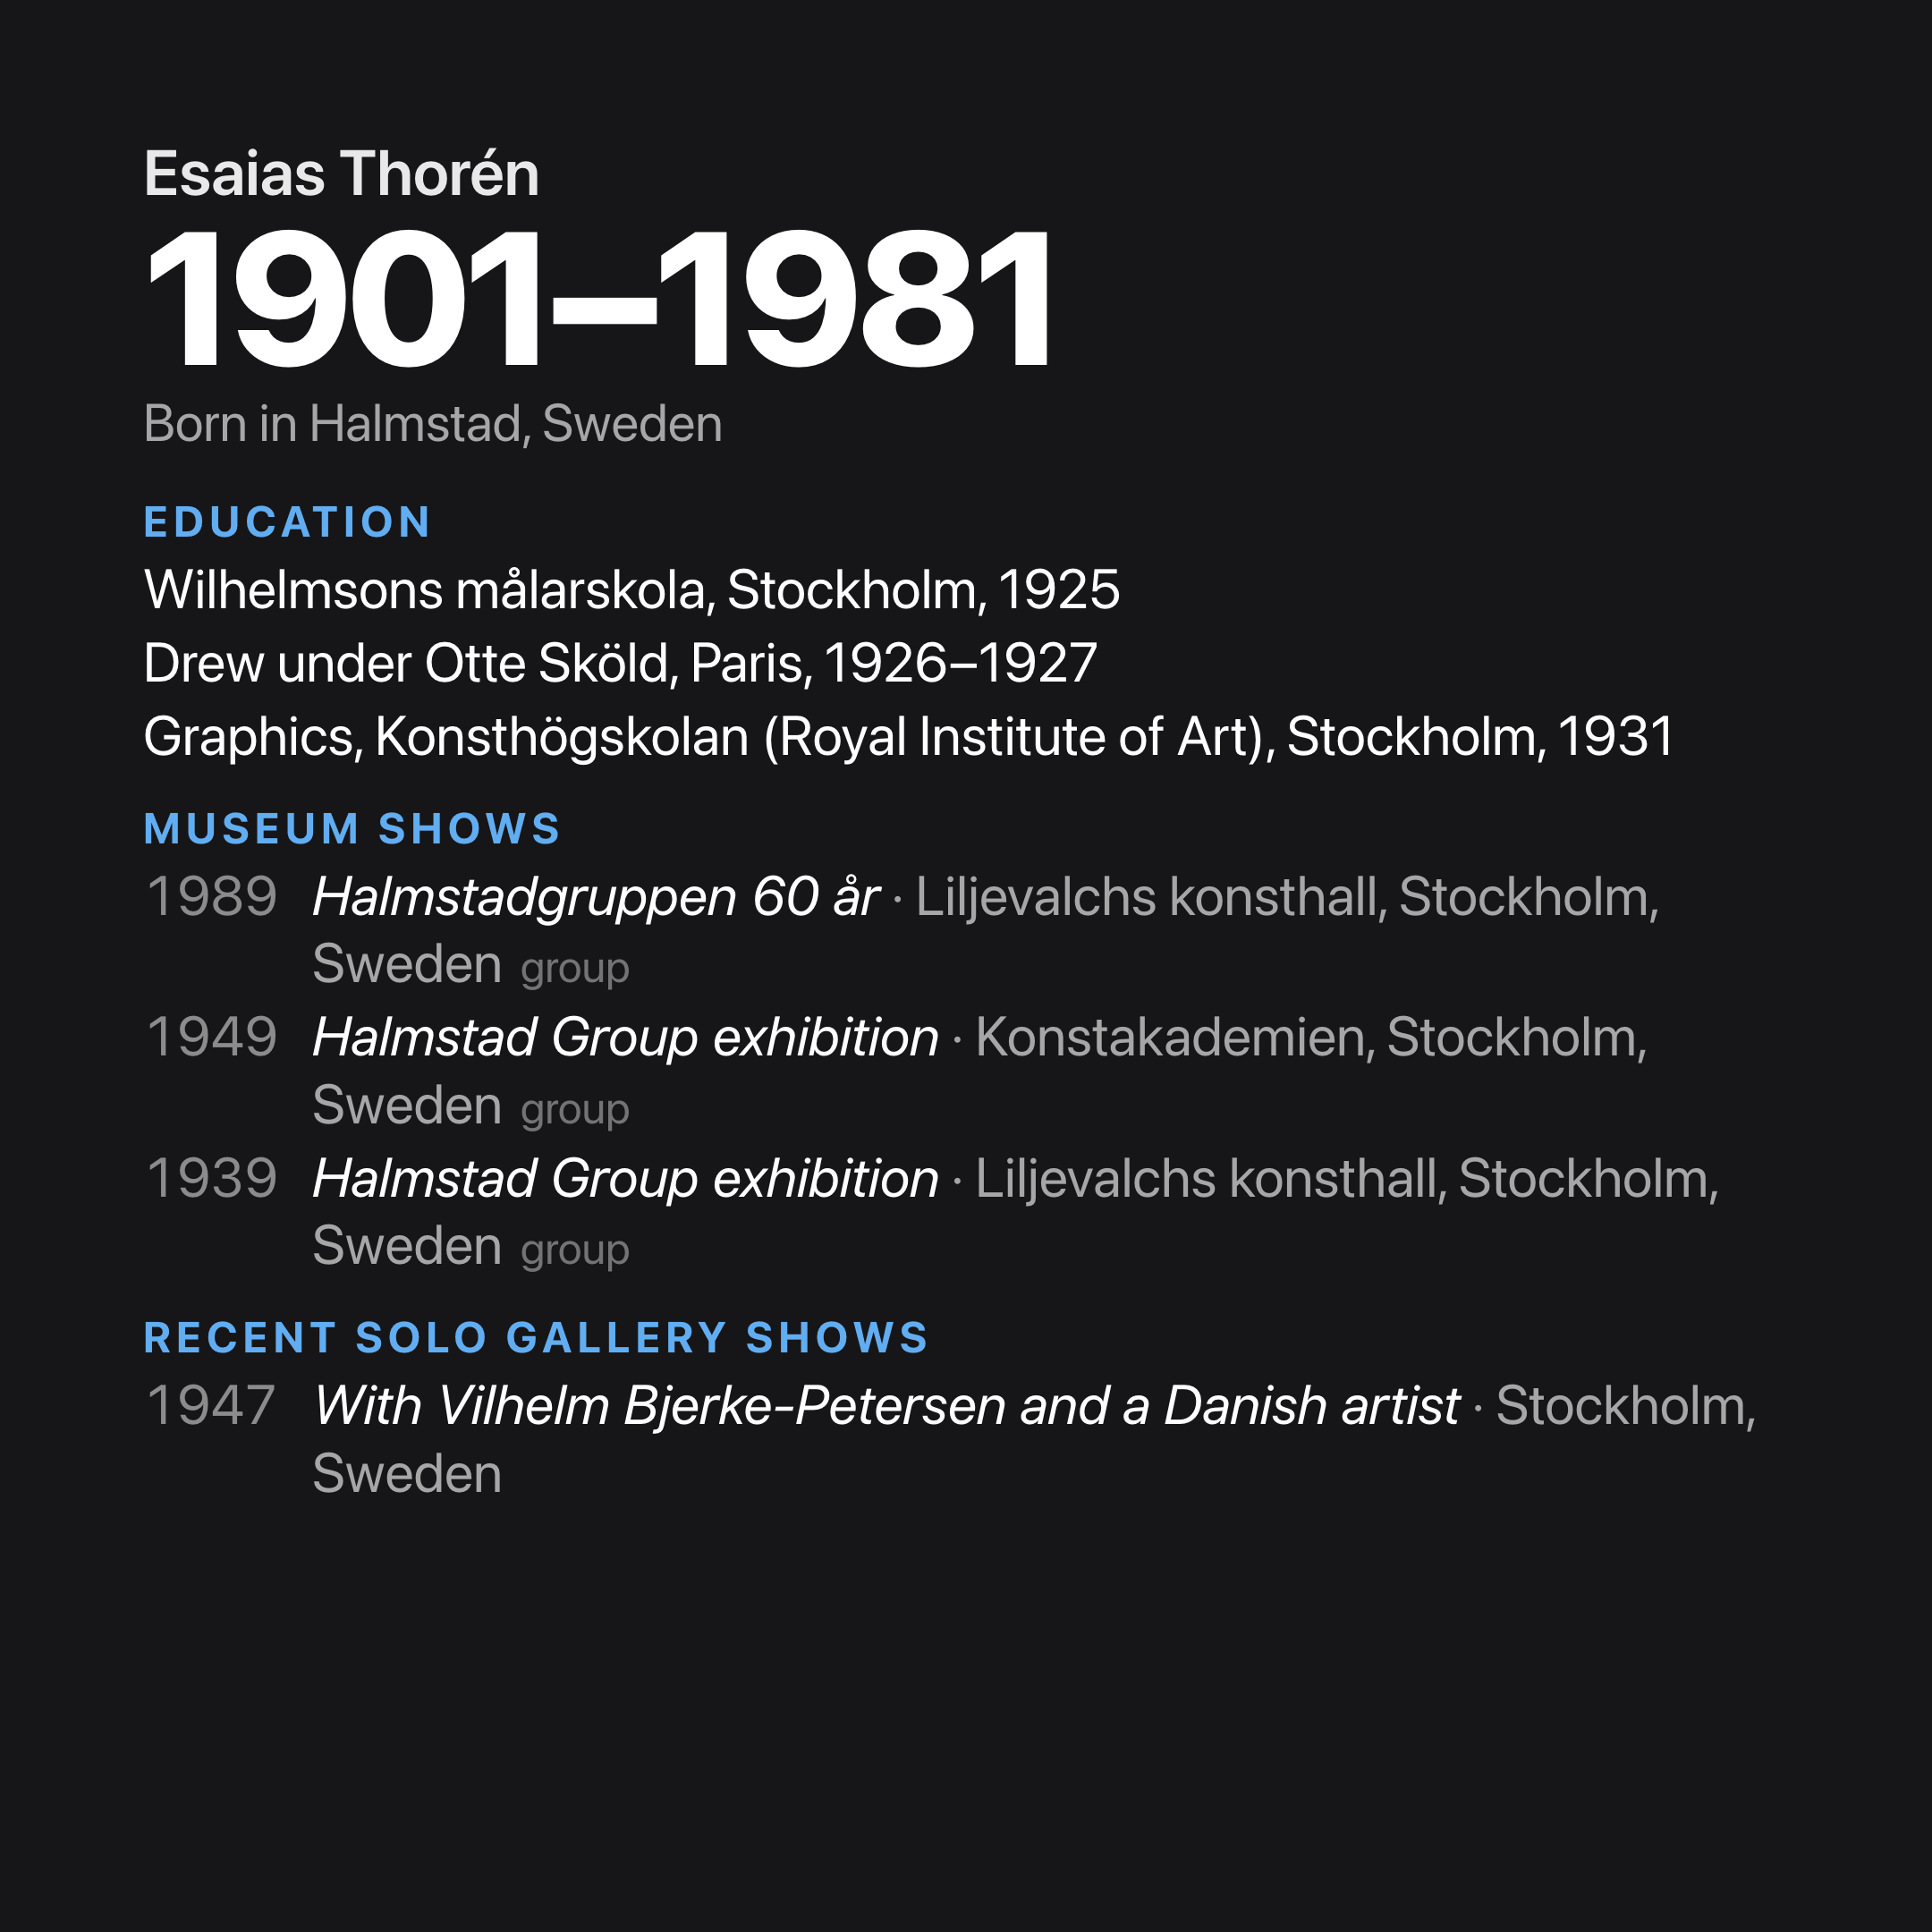 Esaias Thorén
1901–1981
Born in Halmstad, Sweden
EDUCATION
Wilhelmsons målarskola, Stockholm, 1925
Drew under Otte Sköld, Paris, 1926–1927
Graphics, Konsthögskolan (Royal Institute of Art), Stockholm, 1931
MUSEUM SHOWS
1989 Halmstadgruppen 60 år · Liljevalchs konsthall, Stockholm,
Sweden group
1949 Halmstad Group exhibition · Konstakademien, Stockholm,
Sweden group
1939 Halmstad Group exhibition · Liljevalchs konsthall, Stockholm,
Sweden group
RECENT SOLO GALLERY SHOWS
1947 With Vilhelm Bjerke-Petersen and a Danish artist · Stockholm,
Sweden